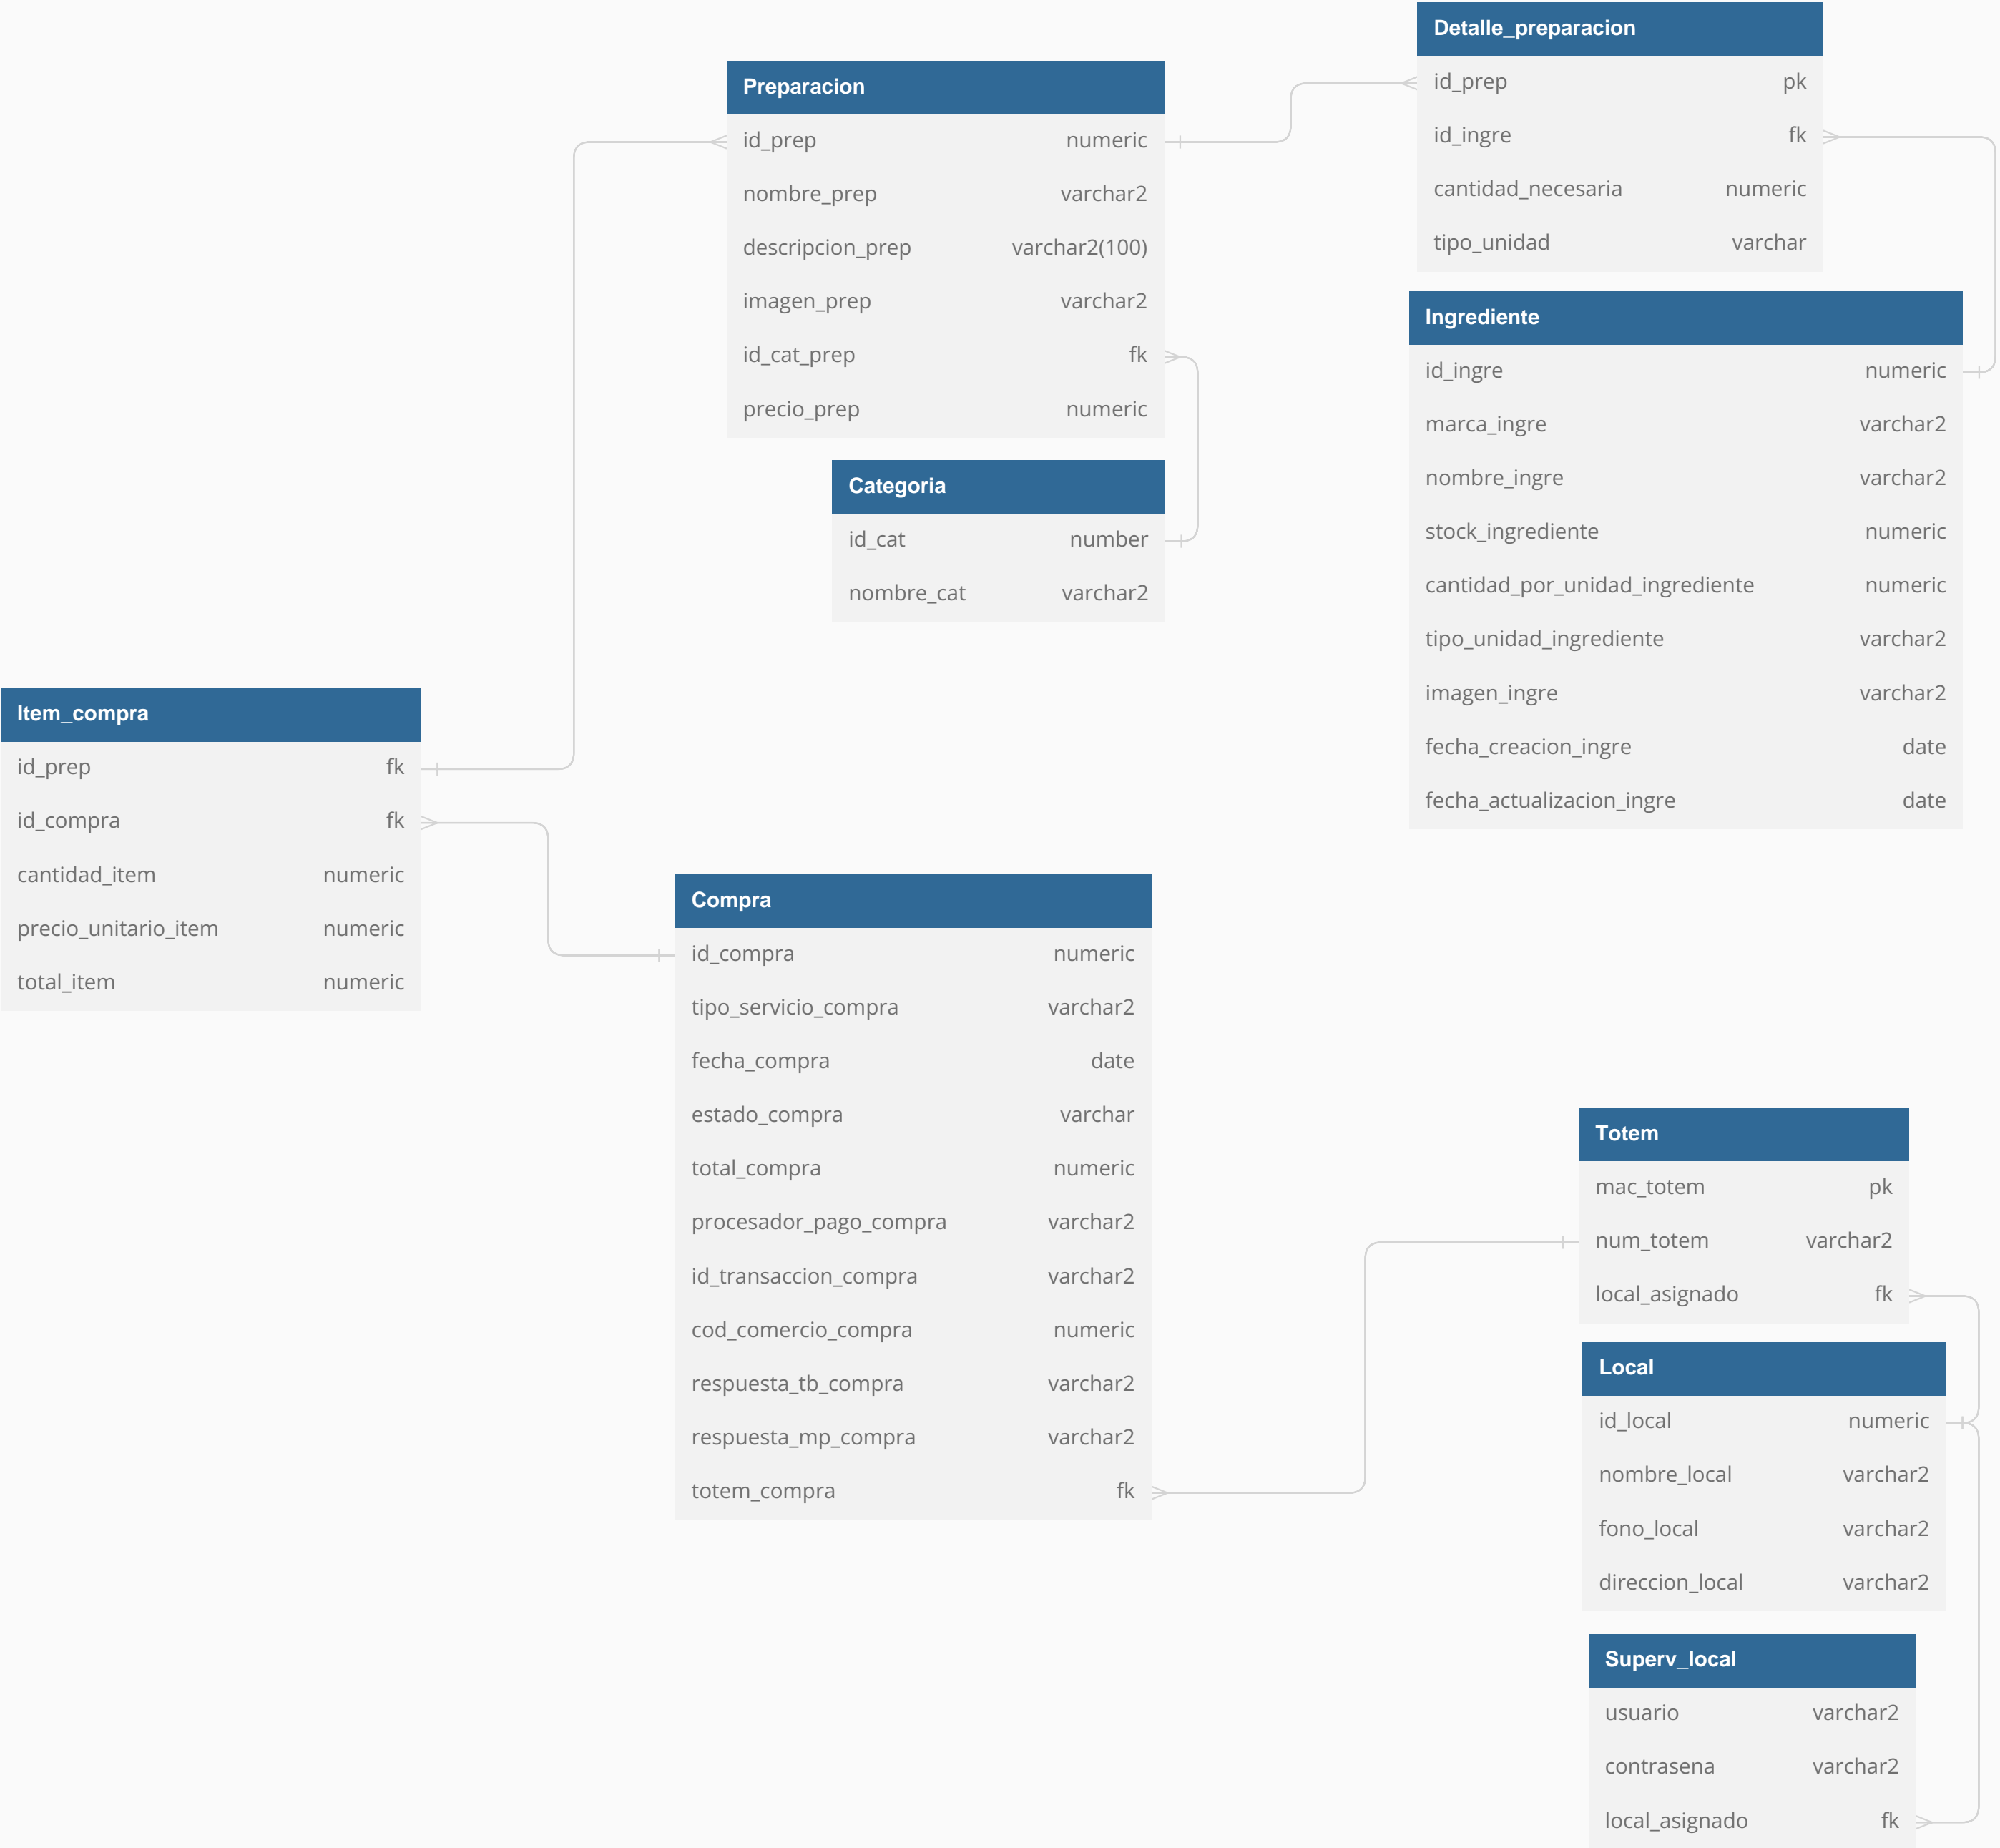 Detalle_preparacion
id_prep pk
id_ingre fk
cantidad_necesaria numeric
tipo_unidad varchar
Preparacion
id_prep numeric
nombre_prep varchar2
descripcion_prep varchar2(100)
imagen_prep varchar2
id_cat_prep fk
precio_prep numeric
Ingrediente
id_ingre numeric
marca_ingre varchar2
nombre_ingre varchar2
stock_ingrediente numeric
cantidad_por_unidad_ingrediente numeric
tipo_unidad_ingrediente varchar2
imagen_ingre varchar2
fecha_creacion_ingre date
fecha_actualizacion_ingre date
Categoria
id_cat number
nombre_cat varchar2
Item_compra
id_prep fk
id_compra fk
cantidad_item numeric
precio_unitario_item numeric
total_item numeric
Compra
id_compra numeric
tipo_servicio_compra varchar2
fecha_compra date
estado_compra varchar
total_compra numeric
procesador_pago_compra varchar2
id_transaccion_compra varchar2
cod_comercio_compra numeric
respuesta_tb_compra varchar2
respuesta_mp_compra varchar2
totem_compra fk
Totem
mac_totem pk
num_totem varchar2
local_asignado fk
Local
id_local numeric
nombre_local varchar2
fono_local varchar2
direccion_local varchar2
Superv_local
usuario varchar2
contrasena varchar2
local_asignado fk